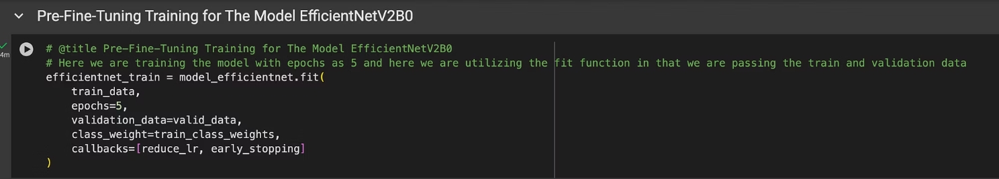 Pre-Fine-Tuning Training for The Model EfficientNetV2B0
# @title Pre-Fine-Tuning Training for The Model EfficientNetV2B0
4m
# Here we are training the model with epochs as 5 and here we are utilizing the fit function in that we are passing the train and validation data
efficientnet_train = model_efficientnet.fit(
    train_data,
    epochs=5,
    validation_data=valid_data,
    class_weight=train_class_weights,
    callbacks=[reduce_lr, early_stopping]
)